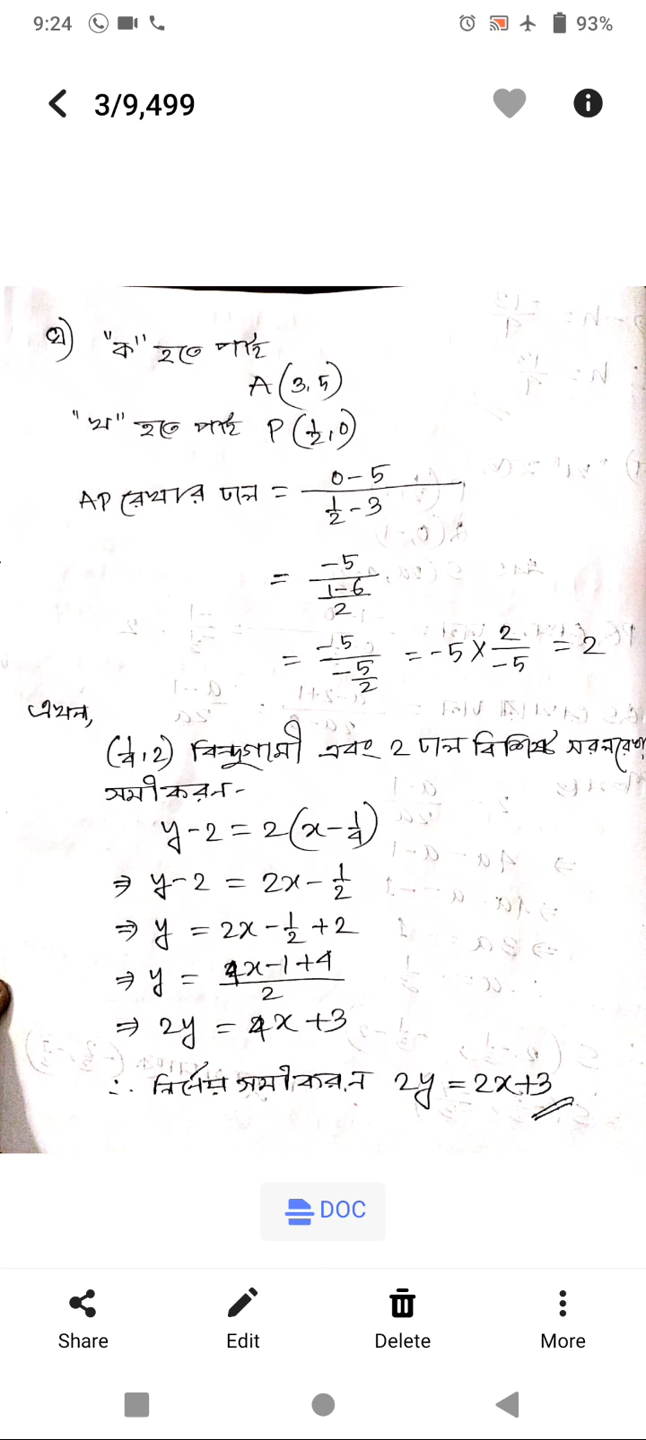 9:24 93%
3/9,499
ঘ) "ক" হতে পাই
A(3, 5)
"খ" হতে পাই P(1/2, 0)
AP রেখার ঢাল = (0-5)/(1/2 - 3)
= -5/((1-6)/2)
= -5/(-5/2) = -5 × 2/-5 = 2
এখন,
(1/4, 2) বিন্দুগামী এবং 2 ঢাল বিশিষ্ট সরলরেখা
সমীকরণ-
y-2 = 2(x-1/4)
⇒ y-2 = 2x - 1/2
⇒ y = 2x - 1/2 + 2
⇒ y = (4x-1+4)/2
⇒ 2y = 4x+3
∴ নির্ণেয় সমীকরণ 2y = 2x+3
DOC
Share Edit Delete More